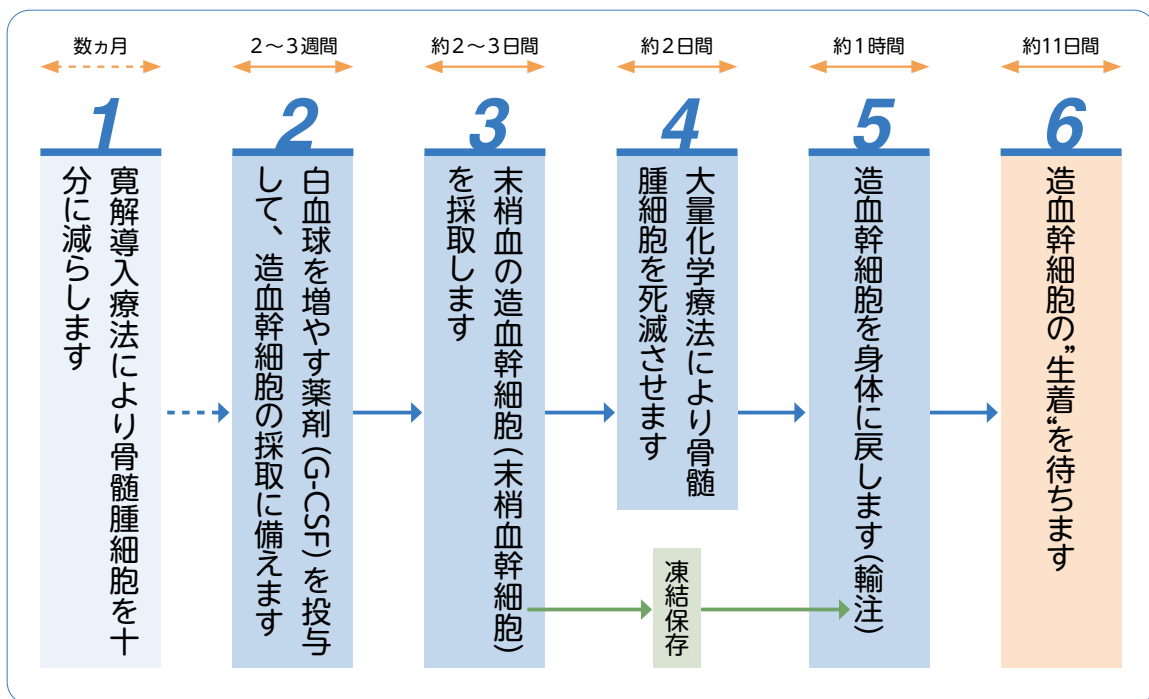 数ヵ月
1
寛解導入療法により骨髄腫細胞を十
分に減らします
2～3週間
2
白血球を増やす薬剤(G-CSF)を投与
して、造血幹細胞の採取に備えます
約2～3日間
3
末梢血の造血幹細胞(末梢血幹細胞)
を採取します
約2日間
4
大量化学療法により骨髄
腫細胞を死滅させます
凍結保存
約1時間
5
造血幹細胞を身体に戻します(輸注)
約11日間
6
造血幹細胞の"生着"を待ちます